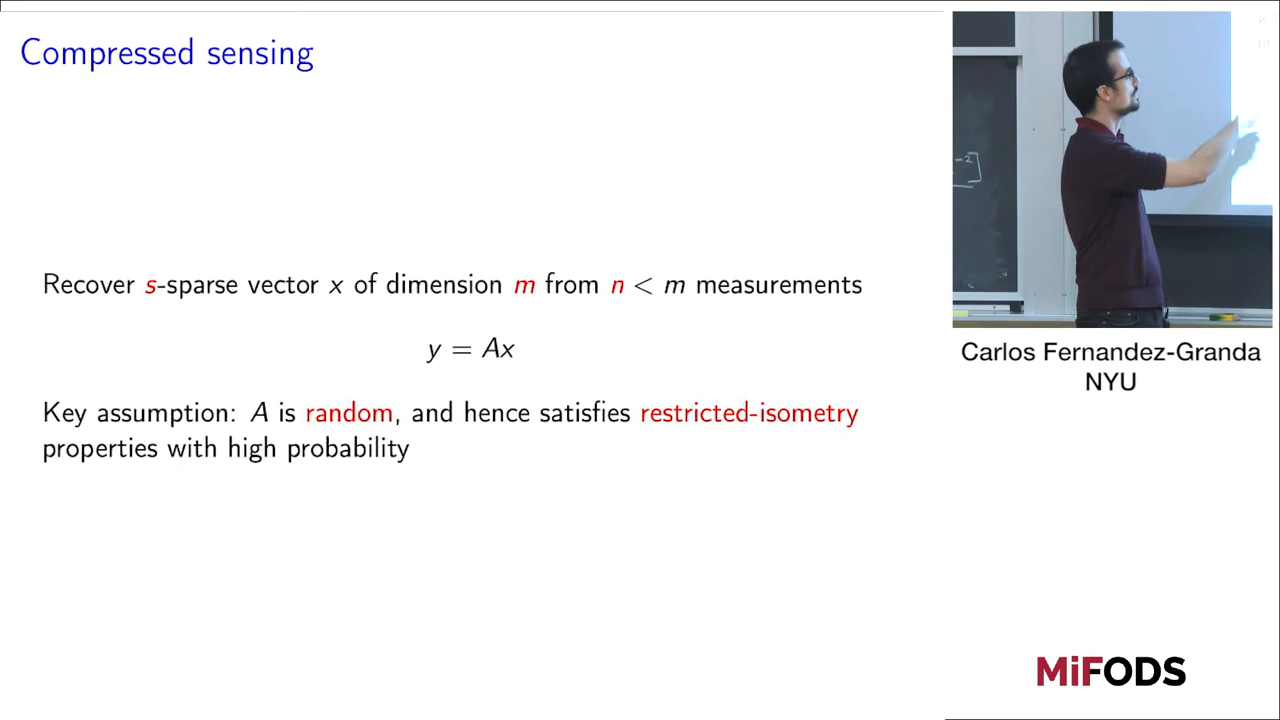 Compressed sensing
Recover s-sparse vector x of dimension m from n < m measurements
y = Ax
Key assumption: A is random, and hence satisfies restricted-isometry
properties with high probability
-2
Carlos Fernandez-Granda
NYU
MiFODS